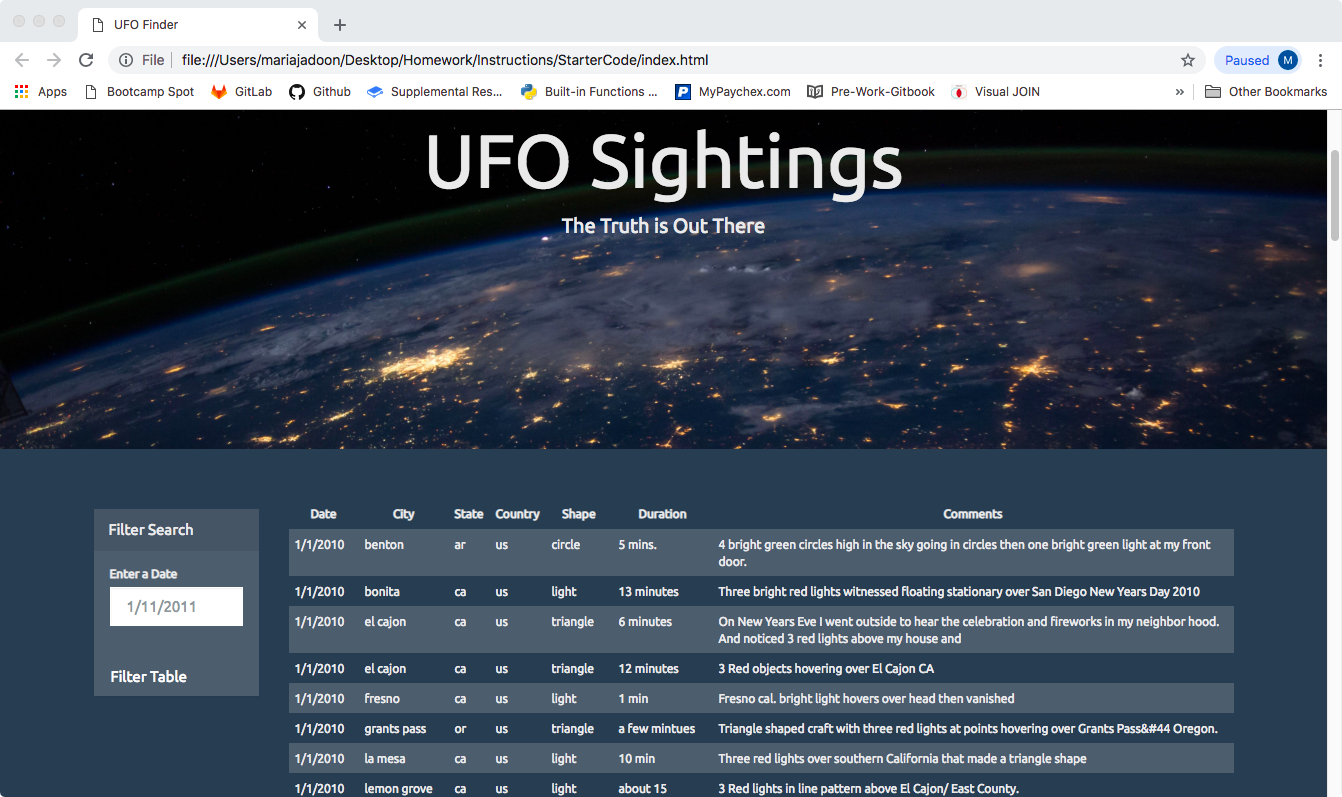 UFO Finder
File file:///Users/mariajadoon/Desktop/Homework/Instructions/StarterCode/index.html Paused M
Apps Bootcamp Spot GitLab Github Supplemental Res... Built-in Functions ... MyPaychex.com Pre-Work-Gitbook Visual JOIN » Other Bookmarks
UFO Sightings
The Truth is Out There
Filter Search
Enter a Date
1/11/2011
Filter Table
Date City State Country Shape Duration Comments
1/1/2010 benton ar us circle 5 mins. 4 bright green circles high in the sky going in circles then one bright green light at my front
door.
1/1/2010 bonita ca us light 13 minutes Three bright red lights witnessed floating stationary over San Diego New Years Day 2010
1/1/2010 el cajon ca us triangle 6 minutes On New Years Eve I went outside to hear the celebration and fireworks in my neighbor hood.
And noticed 3 red lights above my house and
1/1/2010 el cajon ca us triangle 12 minutes 3 Red objects hovering over El Cajon CA
1/1/2010 fresno ca us light 1 min Fresno cal. bright light hovers over head then vanished
1/1/2010 grants pass or us triangle a few mintues Triangle shaped craft with three red lights at points hovering over Grants Pass&#44 Oregon.
1/1/2010 la mesa ca us light 10 min Three red lights over southern California that made a triangle shape
1/1/2010 lemon grove ca us light about 15 3 Red lights in line pattern above El Cajon/ East County.